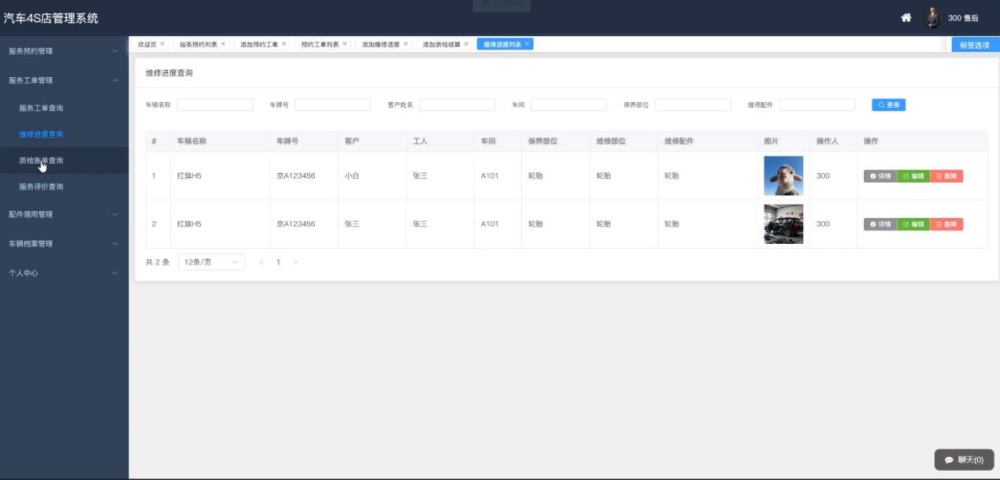 汽车4S店管理系统
300 售后
服务预约管理
服务工单管理
服务工单查询
维修进度查询
质检账单查询
服务评价查询
配件领用管理
车辆档案管理
个人中心
欢迎页 × 服务预约列表 × 添加预约工单 × 预约工单列表 × 添加维修进度 × 添加质检结算 × 维修进度列表 × 标签选项
维修进度查询
车辆名称 车牌号 客户姓名 车间 保养部位 维修配件 查询
# 车辆名称 车牌号 客户 工人 车间 保养部位 维修部位 维修配件 图片 操作人 操作
1 红旗H5 京A123456 小白 张三 A101 轮胎 轮胎 轮胎 300 详情 编辑 删除
2 红旗H5 京A123456 张三 张三 A101 轮胎 轮胎 轮胎 300 详情 编辑 删除
共 2 条 12条/页 < 1 >
聊天(0)